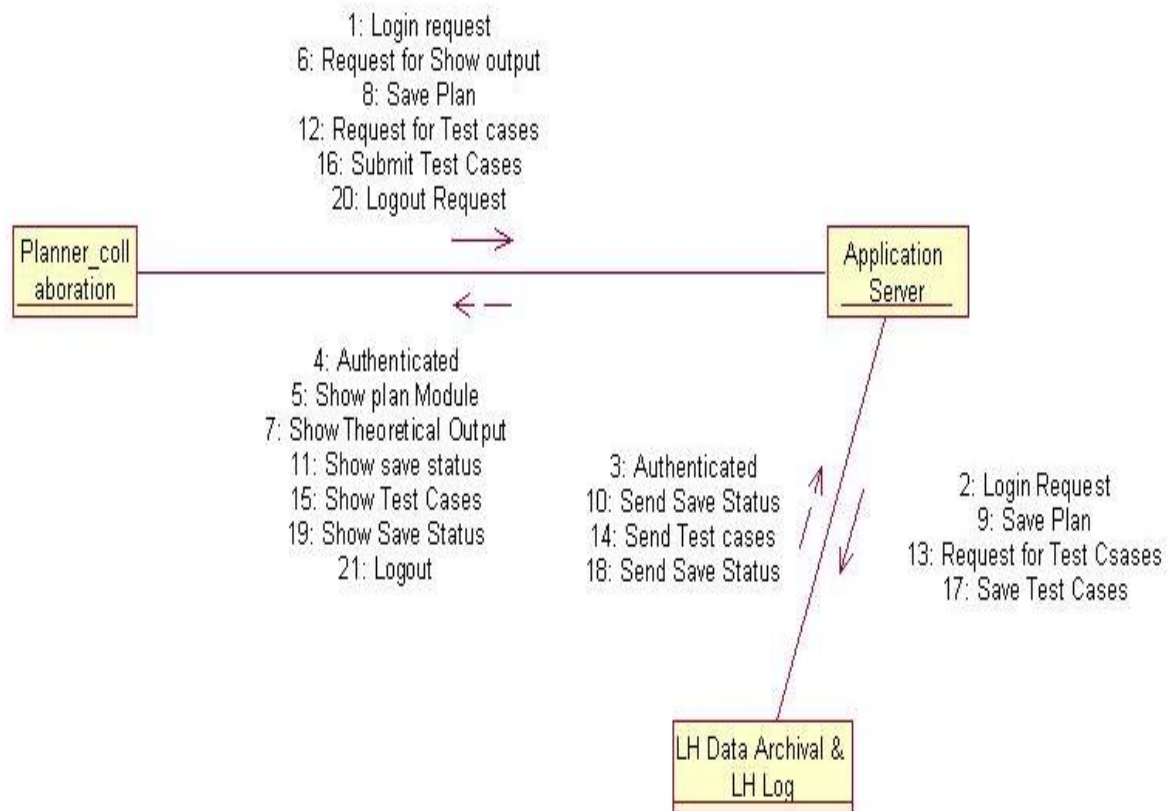 1: Login request
6: Request for Show output
8: Save Plan
12: Request for Test cases
16: Submit Test Cases
20: Logout Request
Planner_coll
aboration
Application
Server
4: Authenticated
5: Show plan Module
7: Show Theoretical Output
11: Show save status
15: Show Test Cases
19: Show Save Status
21: Logout
3: Authenticated
10: Send Save Status
14: Send Test cases
18: Send Save Status
2: Login Request
9: Save Plan
13: Request for Test Csases
17: Save Test Cases
LH Data Archival &
LH Log